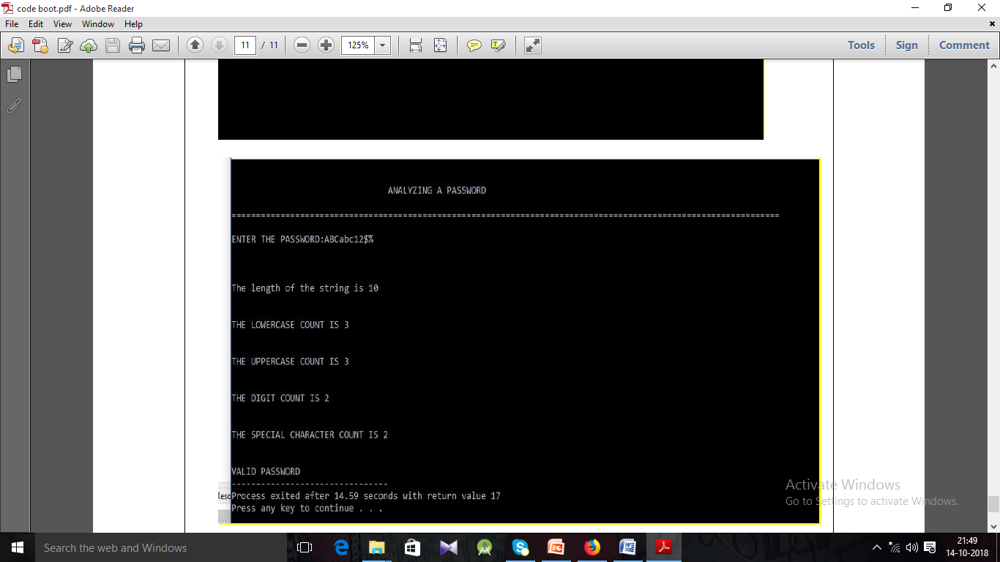 code boot.pdf - Adobe Reader
File Edit View Window Help
11 / 11 125% Tools Sign Comment
ANALYZING A PASSWORD
================================================================================================================
ENTER THE PASSWORD:ABCabc12$%
The length of the string is 10
THE LOWERCASE COUNT IS 3
THE UPPERCASE COUNT IS 3
THE DIGIT COUNT IS 2
THE SPECIAL CHARACTER COUNT IS 2
VALID PASSWORD
--------------------------------
Process exited after 14.59 seconds with return value 17
Press any key to continue . . .
Activate Windows
Go to Settings to activate Windows.
Search the web and Windows
21:49
14-10-2018